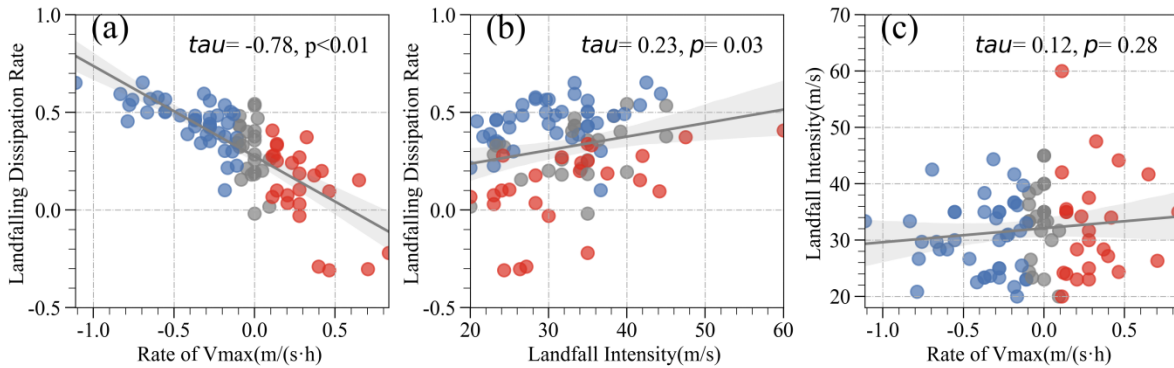 (a)
tau= -0.78, p<0.01
1.0
0.5
0.0
-0.5
Landfalling Dissipation Rate
-1.0
-0.5
0.0
0.5
Rate of Vmax(m/(s·h)
(b)
tau= 0.23, p= 0.03
1.0
0.5
0.0
-0.5
Landfalling Dissipation Rate
20
30
40
50
60
Landfall Intensity(m/s)
(c)
tau= 0.12, p= 0.28
70
60
50
40
30
20
Landfall Intensity(m/s)
-1.0
-0.5
0.0
0.5
Rate of Vmax(m/(s·h)